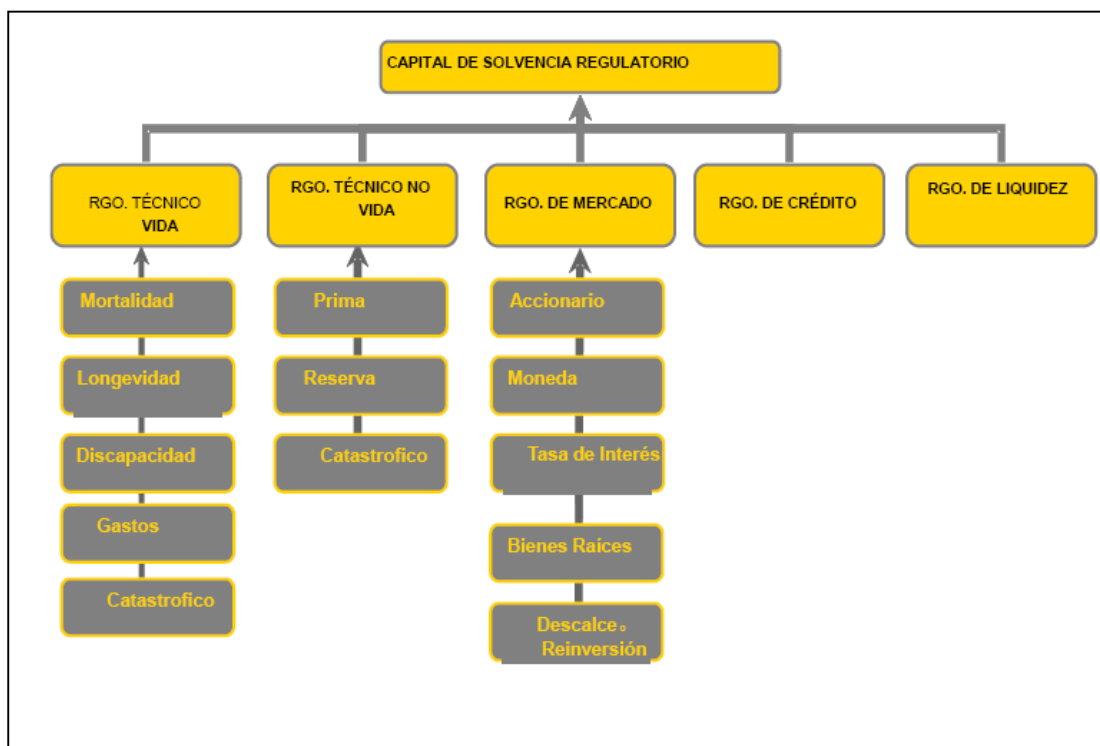 CAPITAL DE SOLVENCIA REGULATORIO
RGO. TÉCNICO
VIDA
RGO. TÉCNICO NO
VIDA
RGO. DE MERCADO
RGO. DE CRÉDITO
RGO. DE LIQUIDEZ
Mortalidad
Longevidad
Discapacidad
Gastos
Catastrofico
Prima
Reserva
Catastrofico
Accionario
Moneda
Tasa de Interés
Bienes Raíces
Descalce。
Reinversión